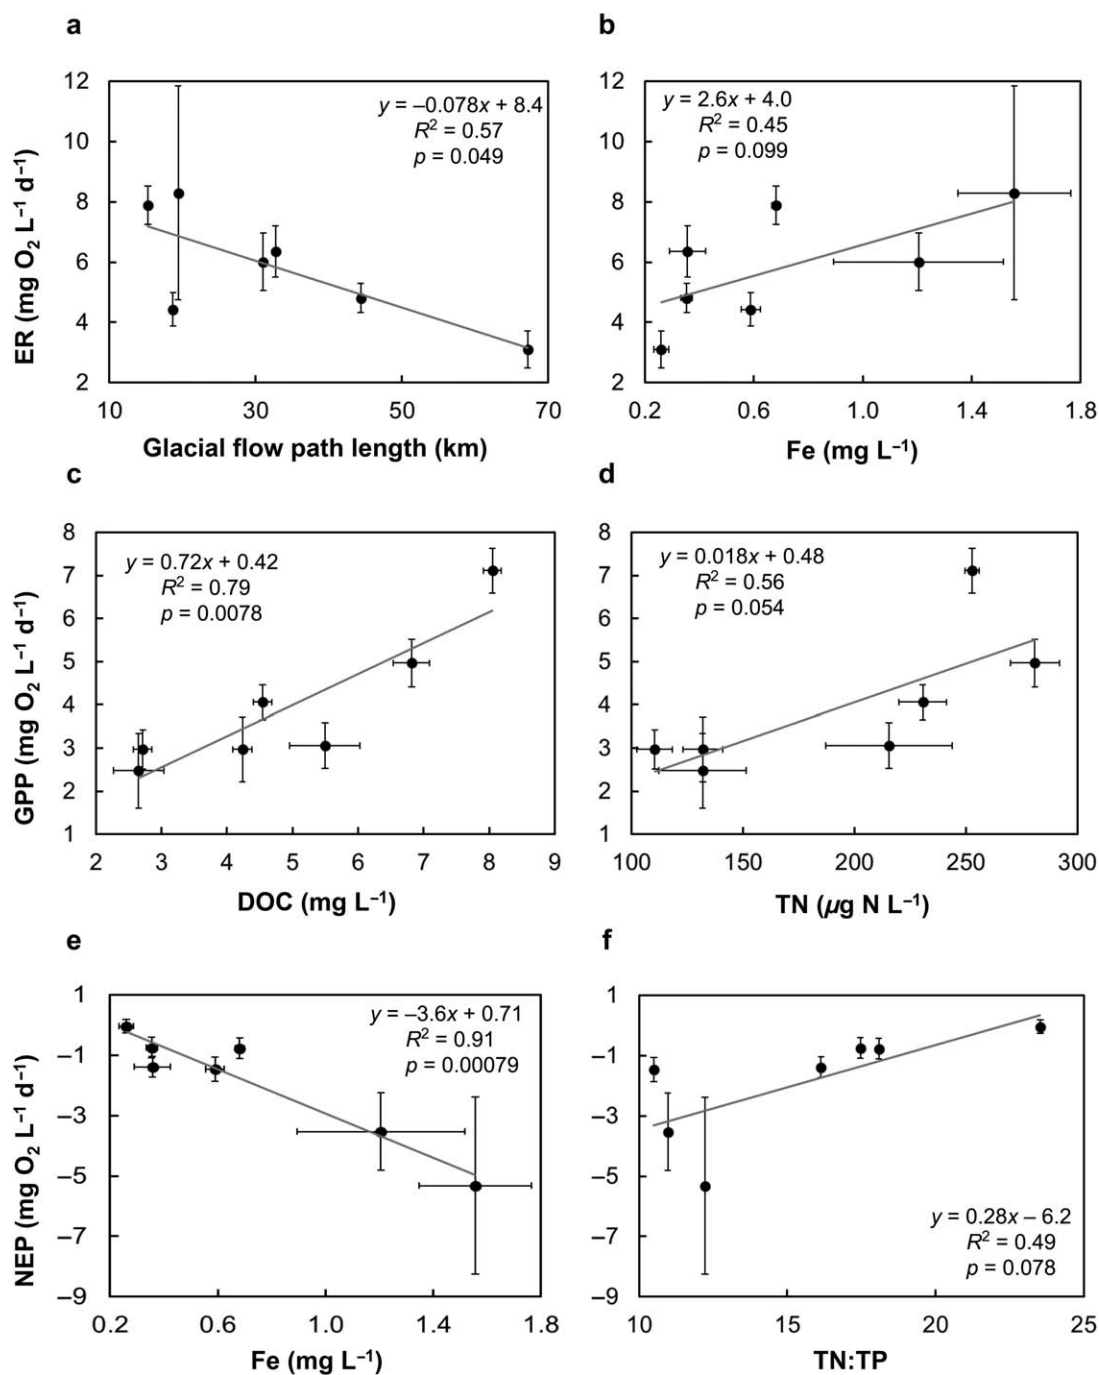 a
y = –0.078x + 8.4
R² = 0.57
p = 0.049
12
10
8
6
4
2
10 30 50 70
ER (mg O₂ L⁻¹ d⁻¹)
Glacial flow path length (km)
b
y = 2.6x + 4.0
R² = 0.45
p = 0.099
12
10
8
6
4
2
0.2 0.6 1.0 1.4 1.8
Fe (mg L⁻¹)
c
y = 0.72x + 0.42
R² = 0.79
p = 0.0078
8
7
6
5
4
3
2
1
2 3 4 5 6 7 8 9
GPP (mg O₂ L⁻¹ d⁻¹)
DOC (mg L⁻¹)
d
y = 0.018x + 0.48
R² = 0.56
p = 0.054
8
7
6
5
4
3
2
1
100 150 200 250 300
TN (µg N L⁻¹)
e
y = –3.6x + 0.71
R² = 0.91
p = 0.00079
1
–1
–3
–5
–7
–9
0.2 0.6 1.0 1.4 1.8
NEP (mg O₂ L⁻¹ d⁻¹)
Fe (mg L⁻¹)
f
1
–1
–3
–5
–7
–9
y = 0.28x – 6.2
R² = 0.49
p = 0.078
10 15 20 25
TN:TP